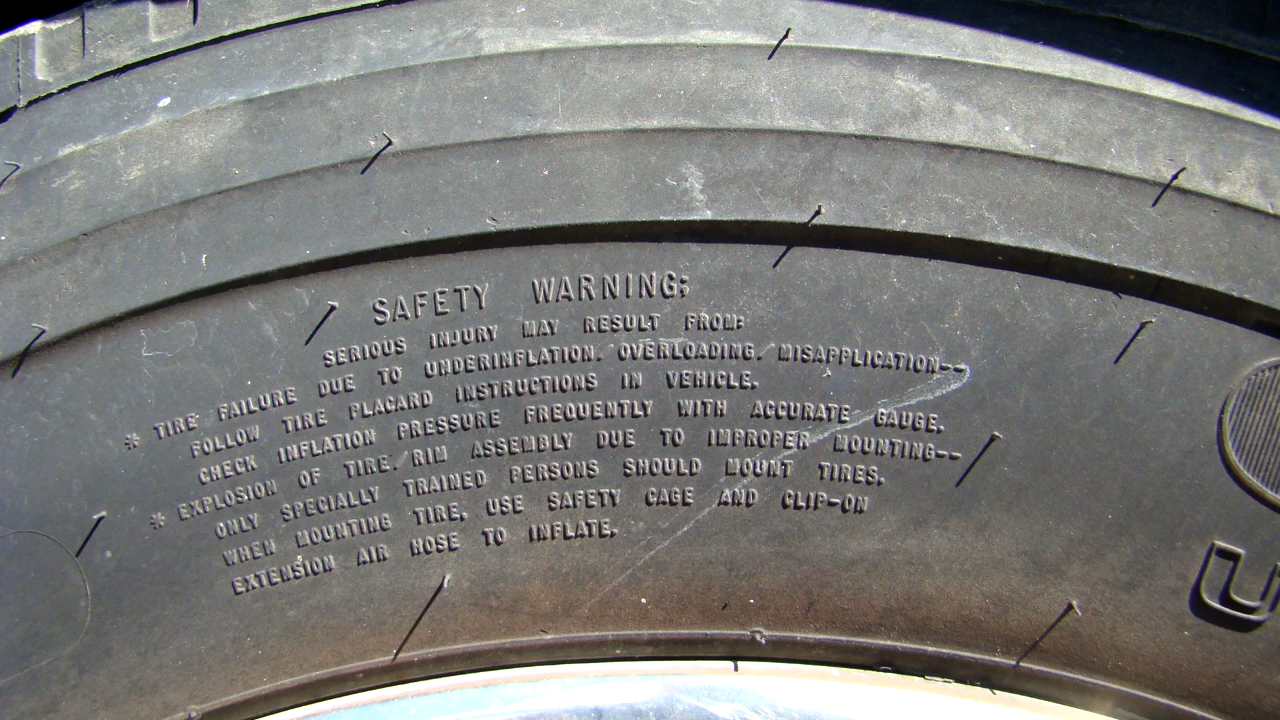 SAFETY WARNING:
SERIOUS INJURY MAY RESULT FROM:
* TIRE FAILURE DUE TO UNDERINFLATION/OVERLOADING/MISAPPLICATION--
FOLLOW TIRE PLACARD INSTRUCTIONS IN VEHICLE.
CHECK INFLATION PRESSURE FREQUENTLY WITH ACCURATE GAUGE.
* EXPLOSION OF TIRE/RIM ASSEMBLY DUE TO IMPROPER MOUNTING--
ONLY SPECIALLY TRAINED PERSONS SHOULD MOUNT TIRES.
WHEN MOUNTING TIRE, USE SAFETY CAGE AND CLIP-ON
EXTENSION AIR HOSE TO INFLATE.